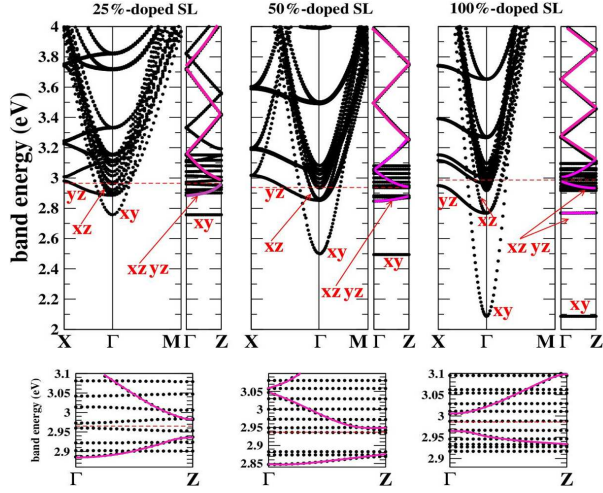 25%-doped SL
50%-doped SL
100%-doped SL
band energy (eV)
4
3.8
3.6
3.4
3.2
3
2.8
2.6
2.4
2.2
2
yz
xz
xy
xz yz
X
Γ
M
Γ
Z
xy
xz
xz yz
xy
X
Γ
M
Γ
Z
yz
xz
xz yz
xy
xy
X
Γ
M
Γ
Z
band energy (eV)
3.1
3.05
3
2.95
2.9
Γ
Z
3.05
3
2.95
2.9
2.85
Γ
Z
3.1
3.05
3
2.95
2.9
Γ
Z